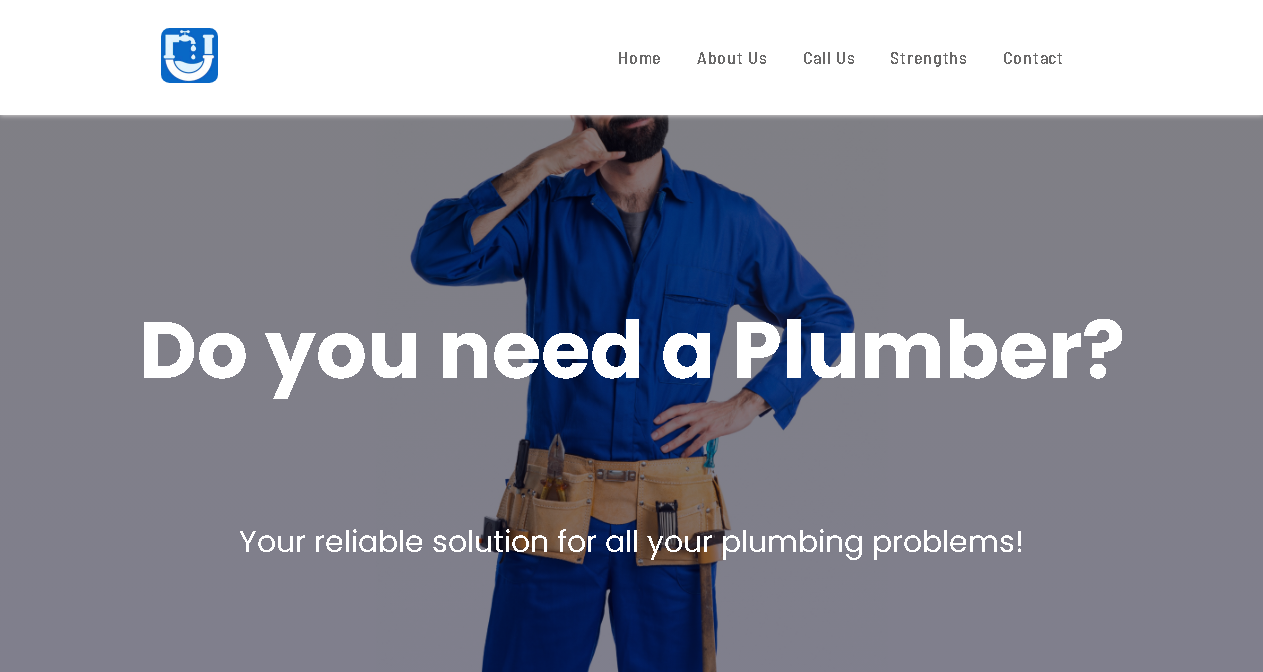 Home About Us Call Us Strengths Contact
Do you need a Plumber?
Your reliable solution for all your plumbing problems!